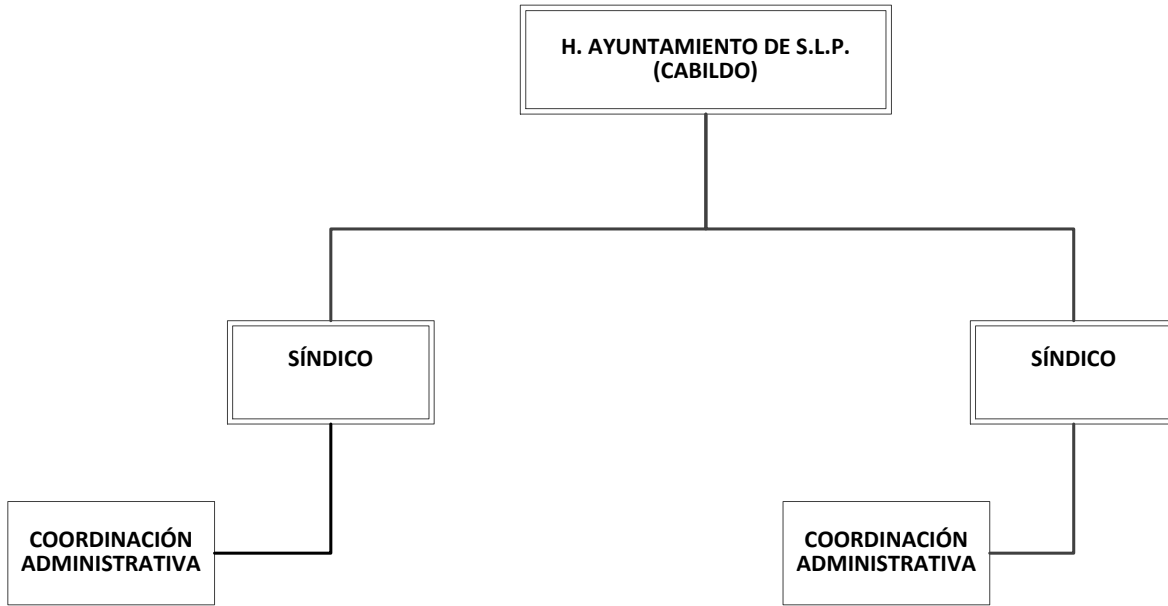 H. AYUNTAMIENTO DE S.L.P.
(CABILDO)
SÍNDICO
SÍNDICO
COORDINACIÓN
ADMINISTRATIVA
COORDINACIÓN
ADMINISTRATIVA